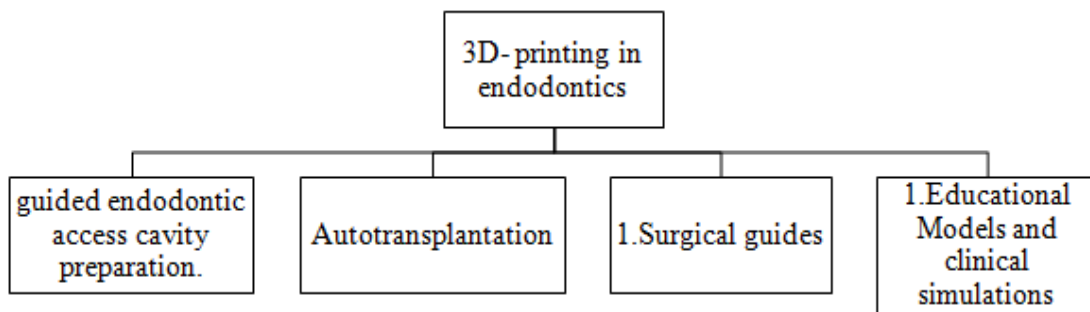 3D- printing in
endodontics
guided endodontic
access cavity
preparation.
Autotransplantation
1.Surgical guides
1.Educational
Models and
clinical
simulations